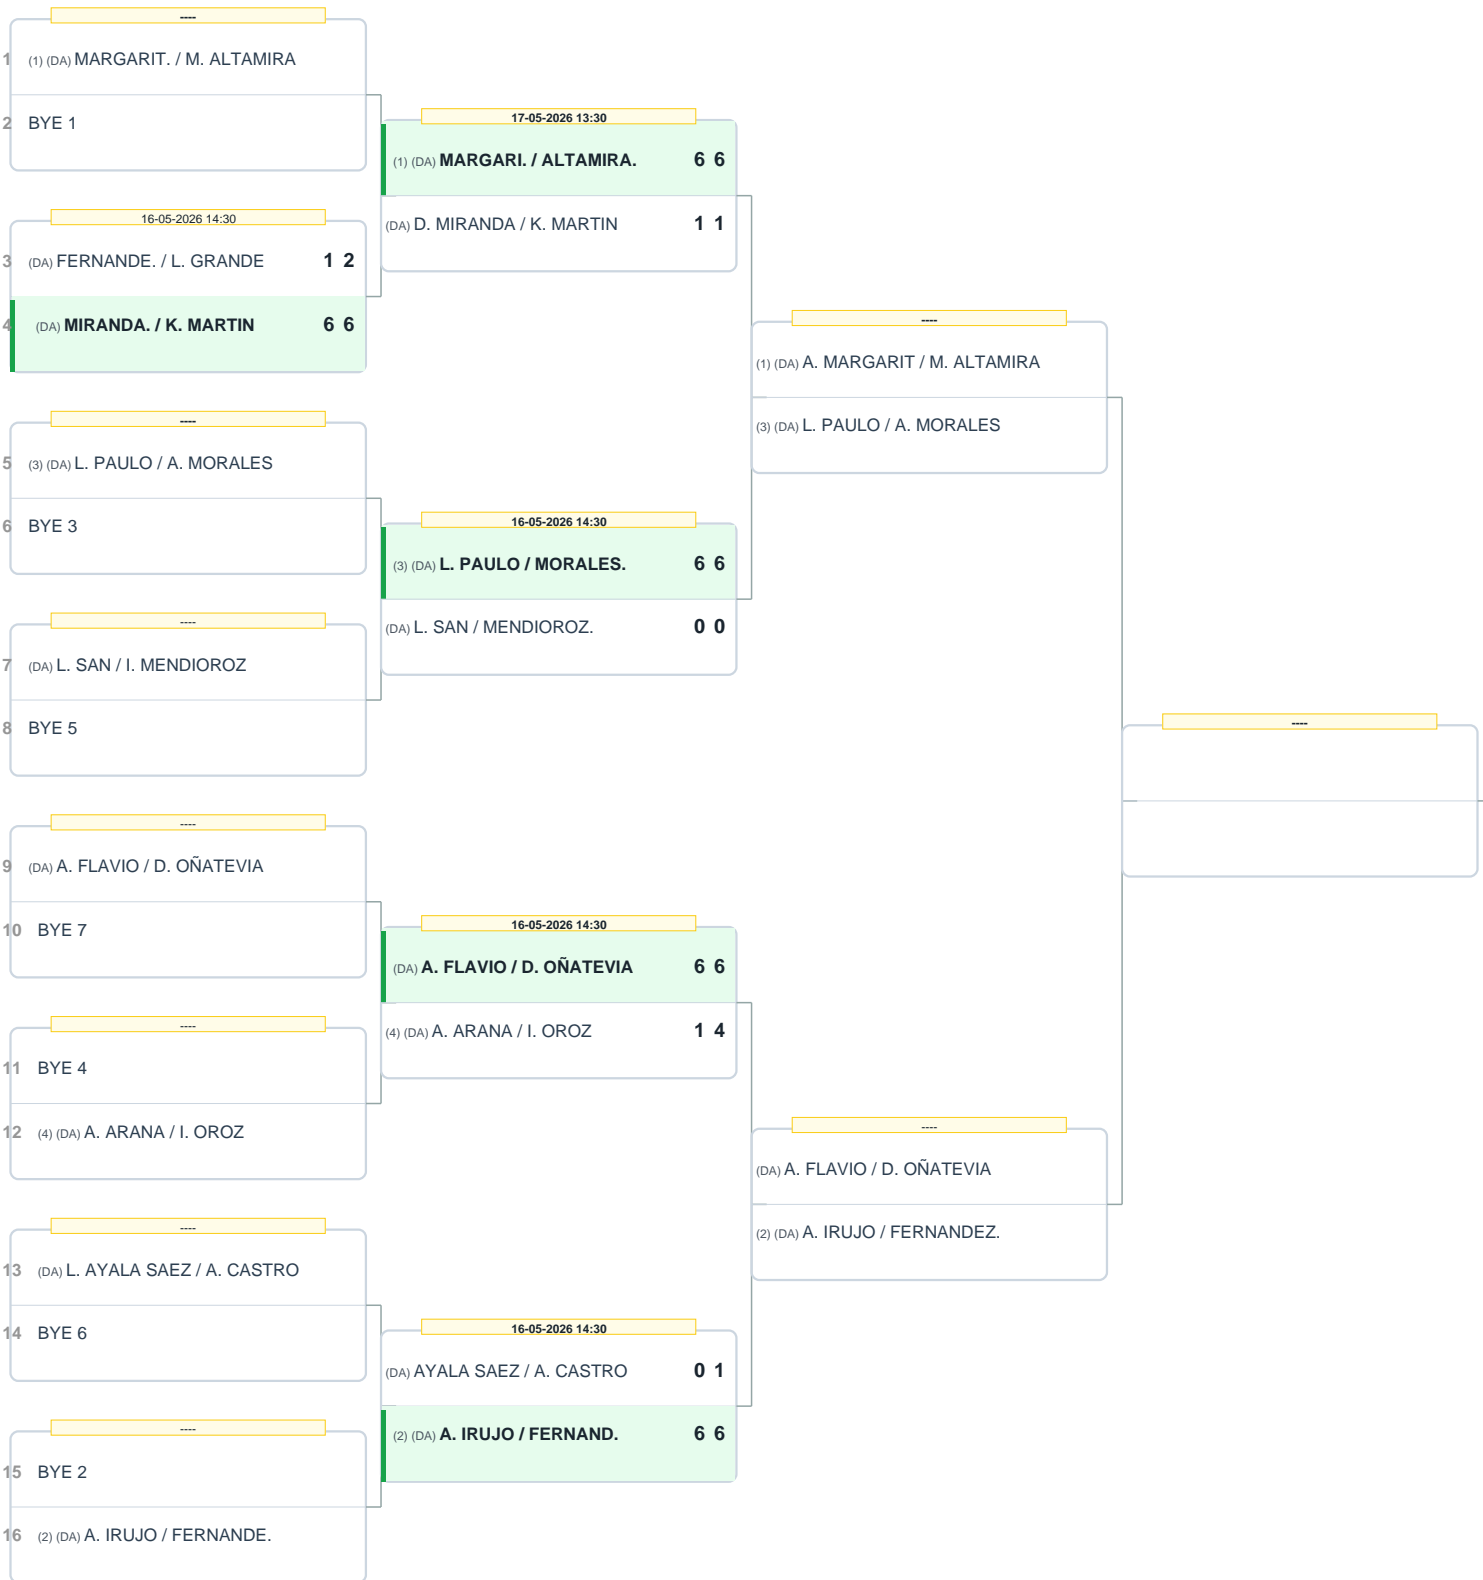 ----
1 (1) (DA) MARGARIT. / M. ALTAMIRA
2 BYE 1
16-05-2026 14:30
3 (DA) FERNANDE. / L. GRANDE 1 2
4 (DA) MIRANDA. / K. MARTIN 6 6
----
5 (3) (DA) L. PAULO / A. MORALES
6 BYE 3
----
7 (DA) L. SAN / I. MENDIOROZ
8 BYE 5
----
9 (DA) A. FLAVIO / D. OÑATEVIA
10 BYE 7
----
11 BYE 4
12 (4) (DA) A. ARANA / I. OROZ
----
13 (DA) L. AYALA SAEZ / A. CASTRO
14 BYE 6
----
15 BYE 2
16 (2) (DA) A. IRUJO / FERNANDE.
17-05-2026 13:30
(1) (DA) MARGARI. / ALTAMIRA. 6 6
(DA) D. MIRANDA / K. MARTIN 1 1
16-05-2026 14:30
(3) (DA) L. PAULO / MORALES. 6 6
(DA) L. SAN / MENDIOROZ. 0 0
16-05-2026 14:30
(DA) A. FLAVIO / D. OÑATEVIA 6 6
(4) (DA) A. ARANA / I. OROZ 1 4
16-05-2026 14:30
(DA) AYALA SAEZ / A. CASTRO 0 1
(2) (DA) A. IRUJO / FERNAND. 6 6
----
(1) (DA) A. MARGARIT / M. ALTAMIRA
(3) (DA) L. PAULO / A. MORALES
----
(DA) A. FLAVIO / D. OÑATEVIA
(2) (DA) A. IRUJO / FERNANDEZ.
----